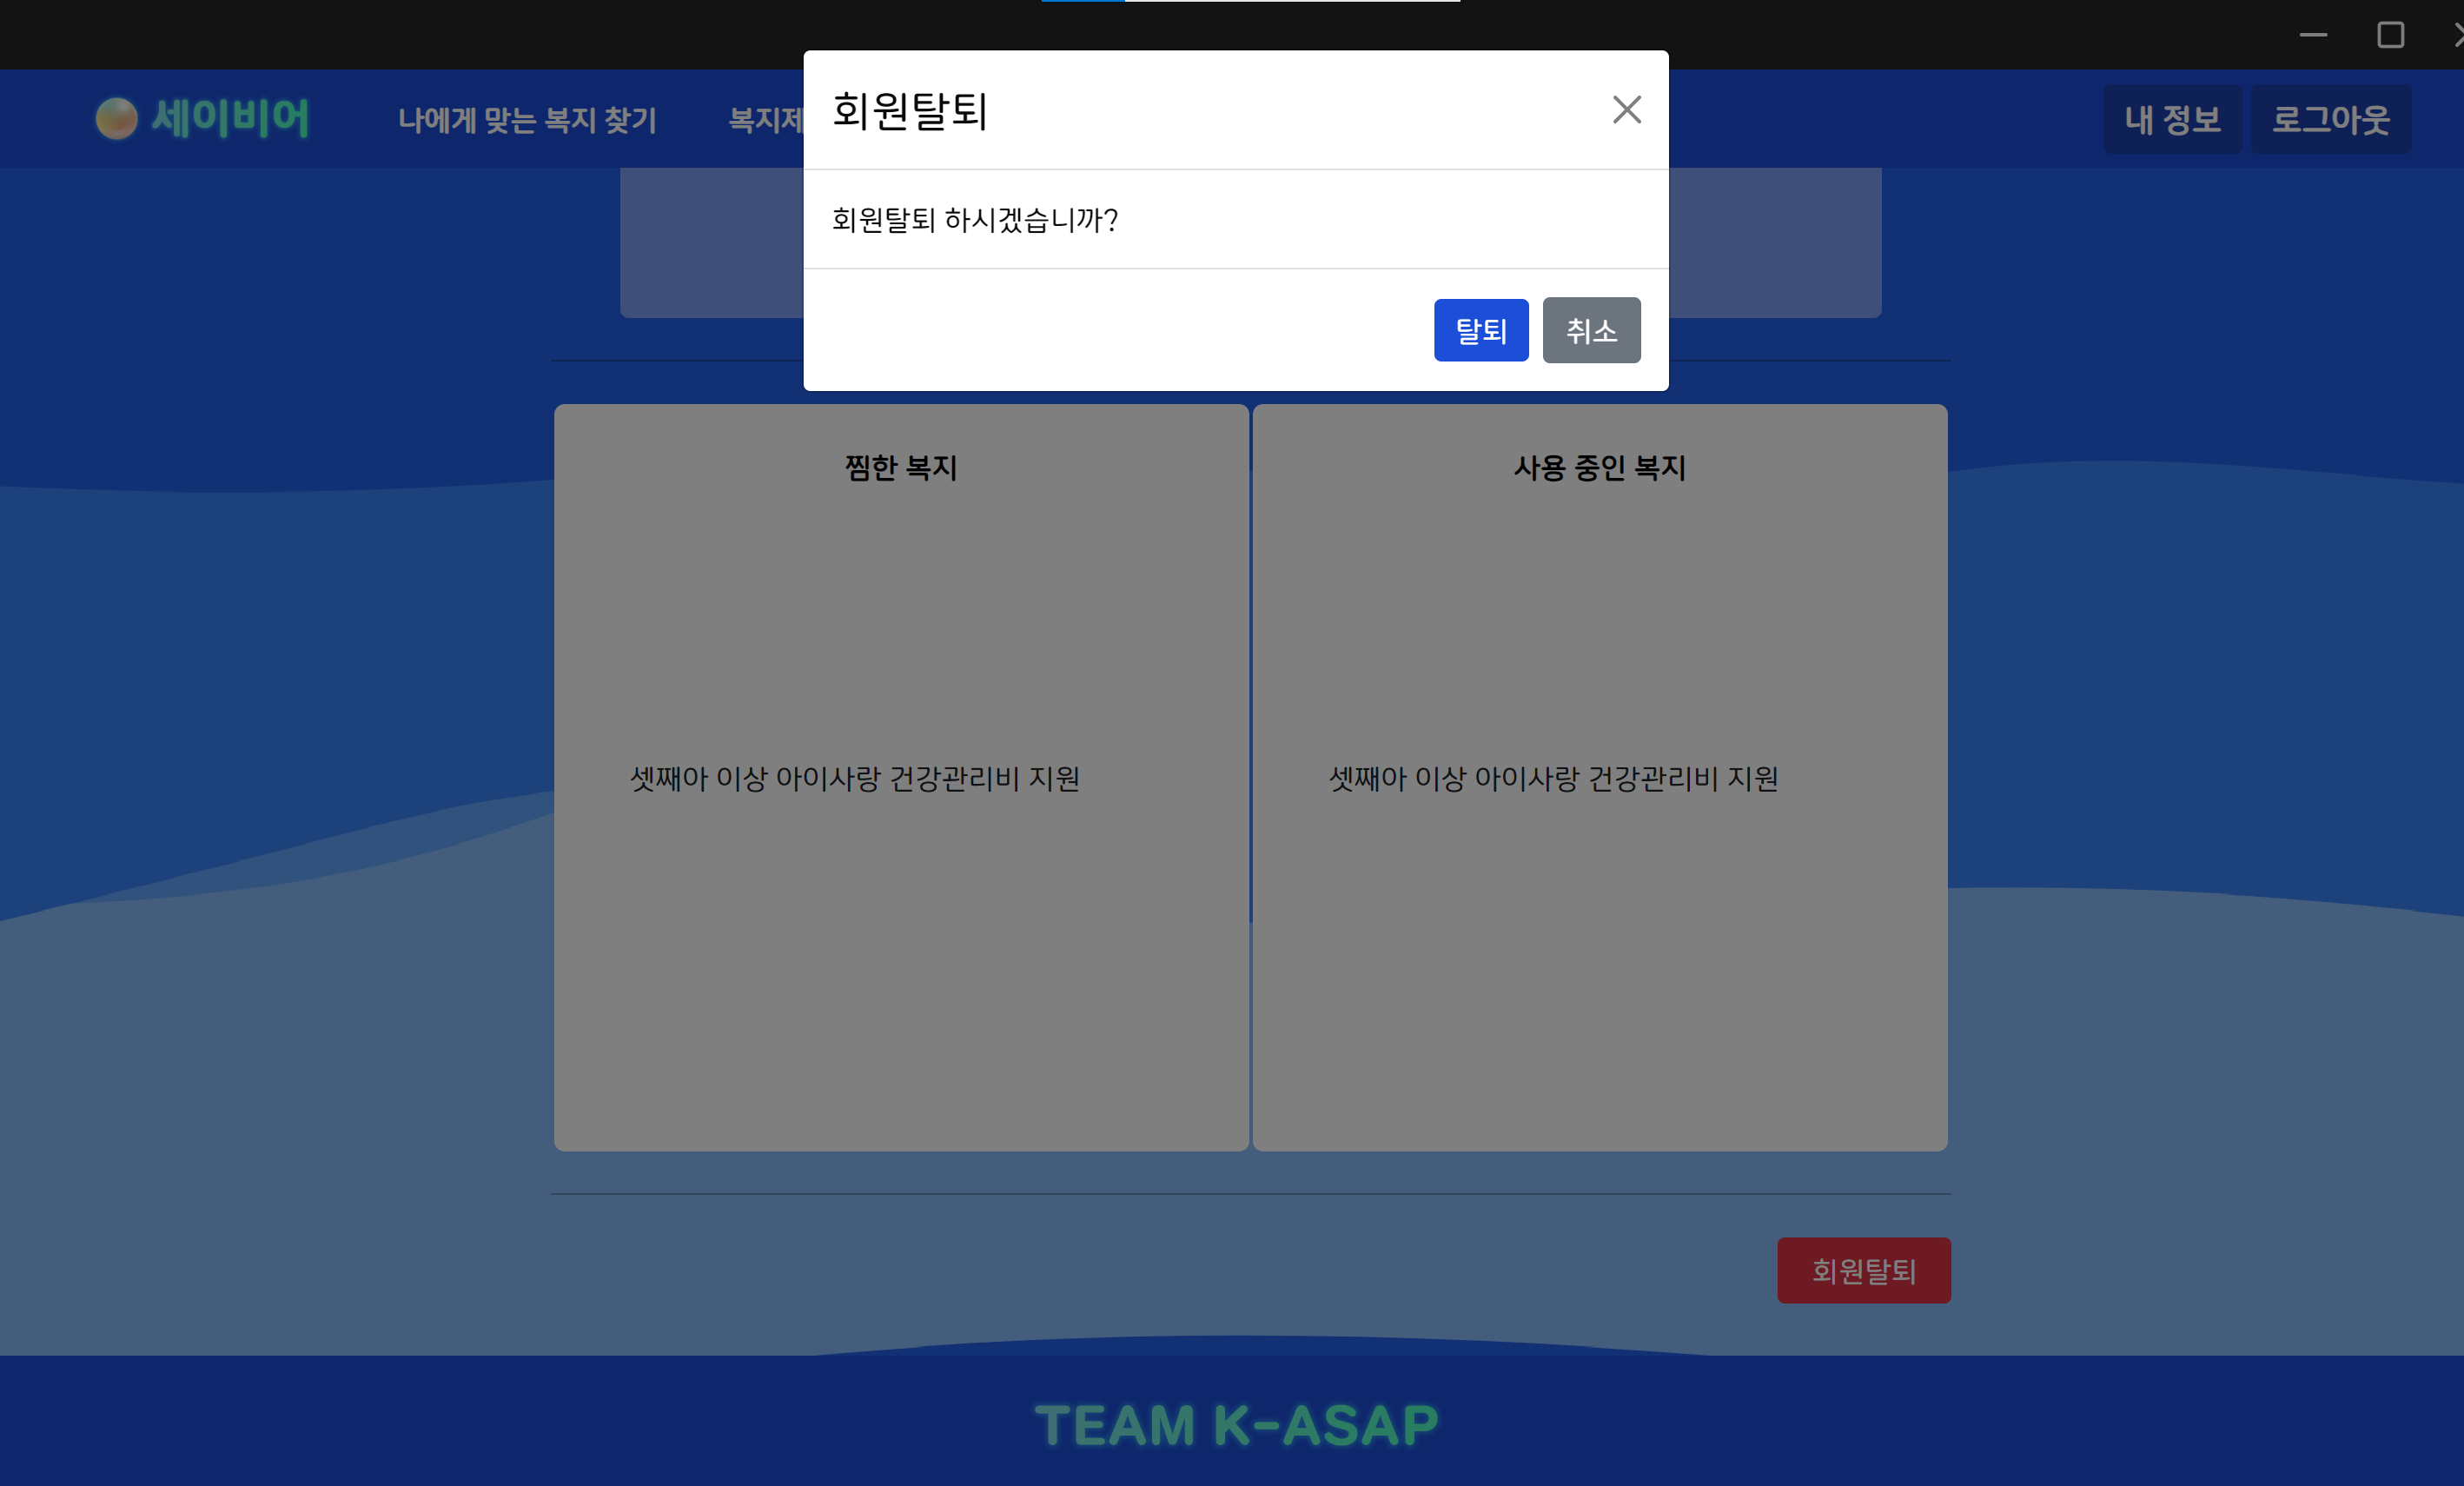 세이비어
나에게 맞는 복지 찾기
복지제
내 정보
로그아웃
회원탈퇴
회원탈퇴 하시겠습니까?
탈퇴
취소
찜한 복지
사용 중인 복지
셋째아 이상 아이사랑 건강관리비 지원
셋째아 이상 아이사랑 건강관리비 지원
회원탈퇴
TEAM K-ASAP